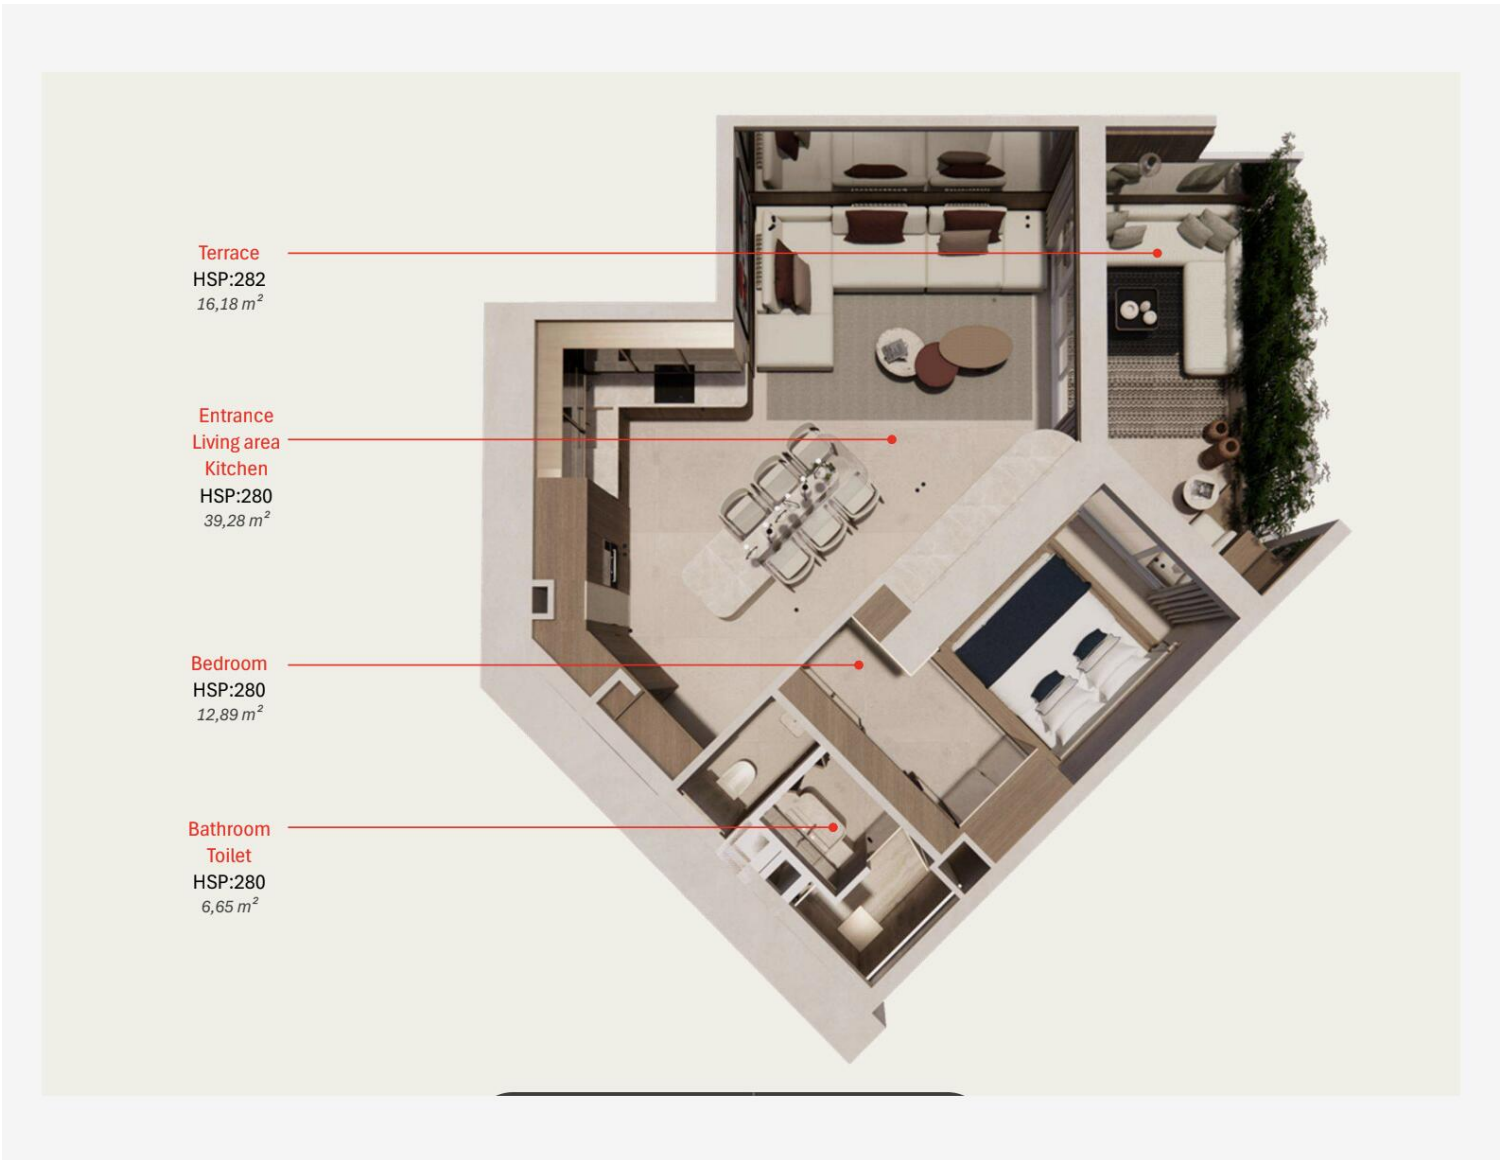 Terrace
HSP:282
16,18 m²
Entrance
Living area
Kitchen
HSP:280
39,28 m²
Bedroom
HSP:280
12,89 m²
Bathroom
Toilet
HSP:280
6,65 m²